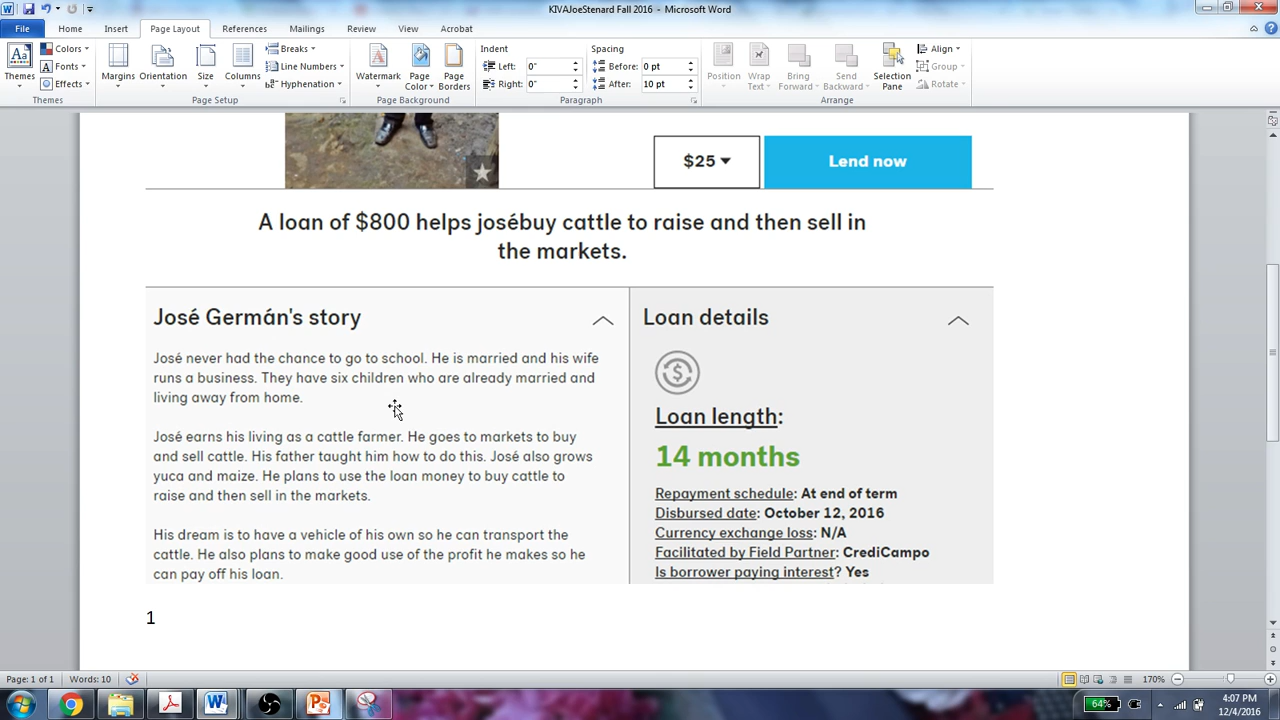 KIVAJoeStenard Fall 2016 - Microsoft Word
File Home Insert Page Layout References Mailings Review View Acrobat
Themes Colors Fonts Effects Margins Orientation Size Columns Breaks Line Numbers Hyphenation Watermark Page Color Page Borders Indent Left: 0" Right: 0" Spacing Before: 0 pt After: 10 pt Position Wrap Text Bring Forward Send Backward Selection Pane Align Group Rotate
Themes Page Setup Page Background Paragraph Arrange
$25 Lend now
A loan of $800 helps josébuy cattle to raise and then sell in
the markets.
José Germán's story
José never had the chance to go to school. He is married and his wife
runs a business. They have six children who are already married and
living away from home.
José earns his living as a cattle farmer. He goes to markets to buy
and sell cattle. His father taught him how to do this. José also grows
yuca and maize. He plans to use the loan money to buy cattle to
raise and then sell in the markets.
His dream is to have a vehicle of his own so he can transport the
cattle. He also plans to make good use of the profit he makes so he
can pay off his loan.
Loan details
Loan length:
14 months
Repayment schedule: At end of term
Disbursed date: October 12, 2016
Currency exchange loss: N/A
Facilitated by Field Partner: CrediCampo
Is borrower paying interest? Yes
1
Page: 1 of 1 Words: 10 170%
64% 4:07 PM
12/4/2016